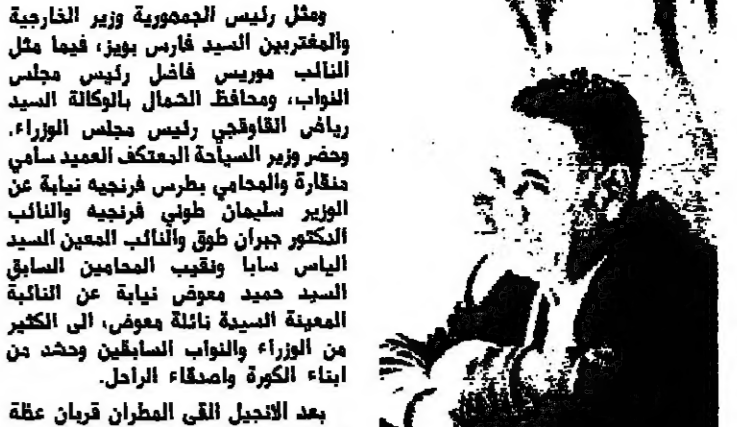 ومثل رئيس الجمهورية وزير الخارجية
والمغتربين السيد فارس بويز، فيما مثل
النائب موريس فاضل رئيس مجلس
النواب، ومحافظ الشمال بالوكالة السيد
رياض القاوقجي رئيس مجلس الوزراء.
وحضر وزير السياحة المعتكف العميد سامي
منقارة والمحامي بطرس فرنجيه نيابة عن
الوزير سليمان طوني فرنجيه والنائب
الدكتور جبران طوق والنائب المعين السيد
الياس سابا ونقيب المحامين السابق
السيد حميد معوض نيابة عن النائبة
المعينة السيدة نائلة معوض، الى الكثير
من الوزراء والنواب السابقين وحشد من
ابناء الكورة واصدقاء الراحل.
بعد الانجيل القى المطران قربان عظة